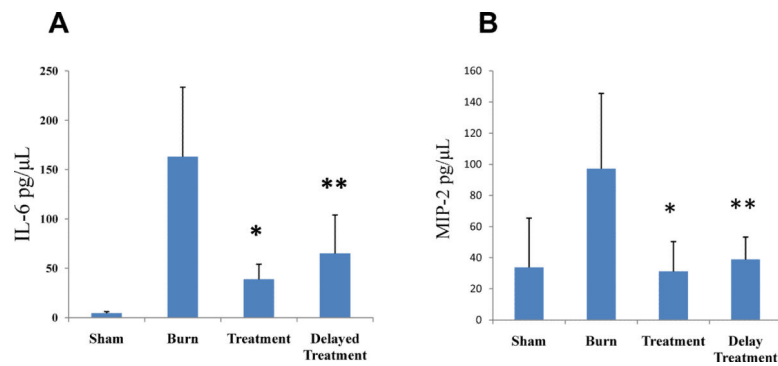 A
250
200
150
100
50
0
IL-6 pg/µL
*
**
Sham
Burn
Treatment
Delayed
Treatment
B
160
140
120
100
80
60
40
20
0
MIP-2 pg/µL
*
**
Sham
Burn
Treatment
Delay
Treatment